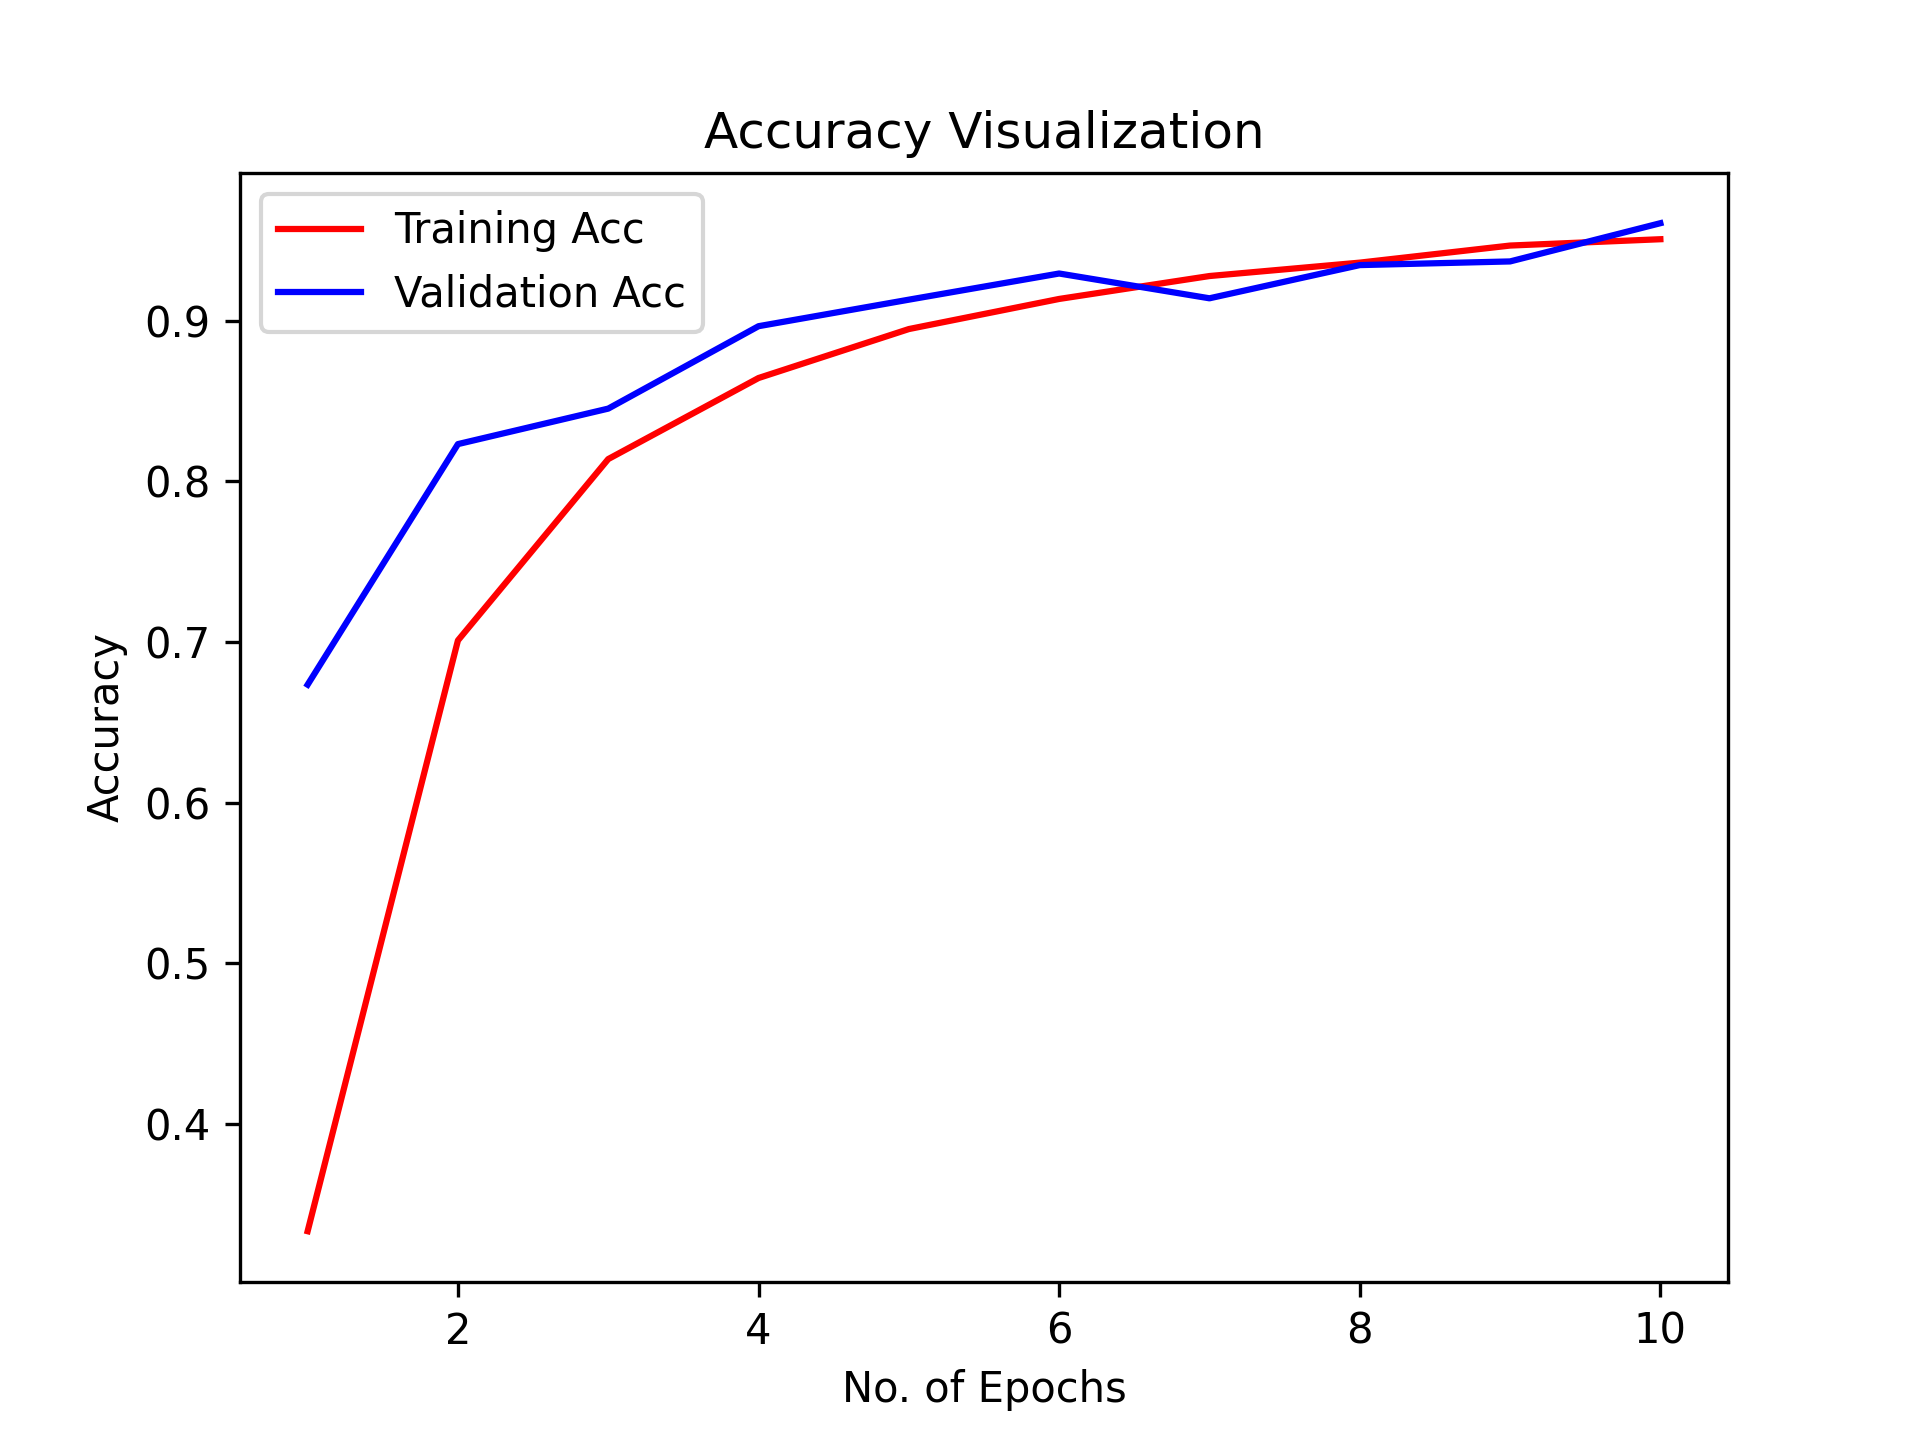 Accuracy Visualization
Training Acc
Validation Acc
Accuracy
0.9
0.8
0.7
0.6
0.5
0.4
2 4 6 8 10
No. of Epochs